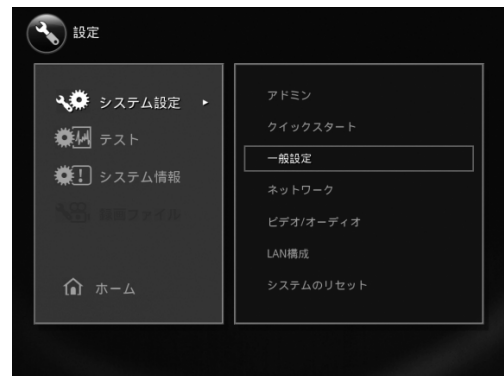 設定
システム設定
テスト
システム情報
ホーム
アドミン
クイックスタート
一般設定
ネットワーク
ビデオ/オーディオ
LAN構成
システムのリセット